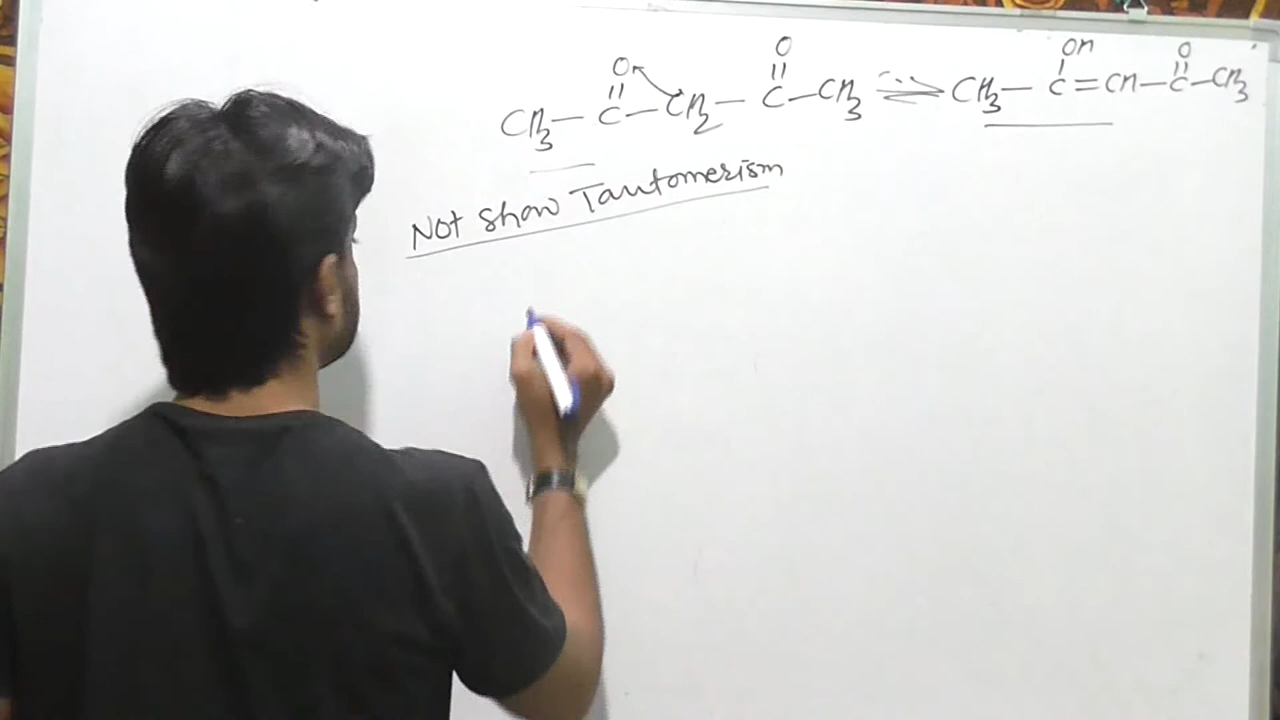 O O OH O
CH3 — C — CH2 — C — CH3 ⇌ CH3 — C = CH — C — CH3
Not Show Tautomerism